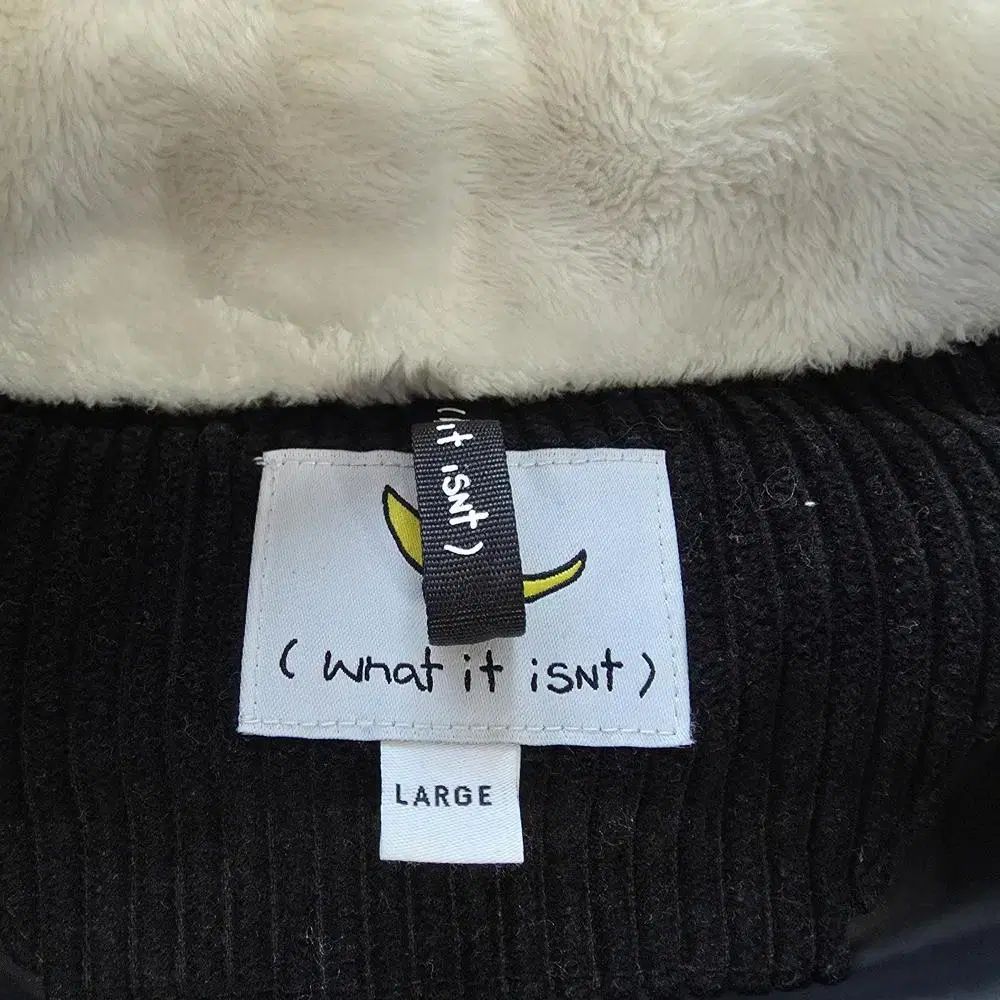 it isnt )
( what it isnt )
LARGE